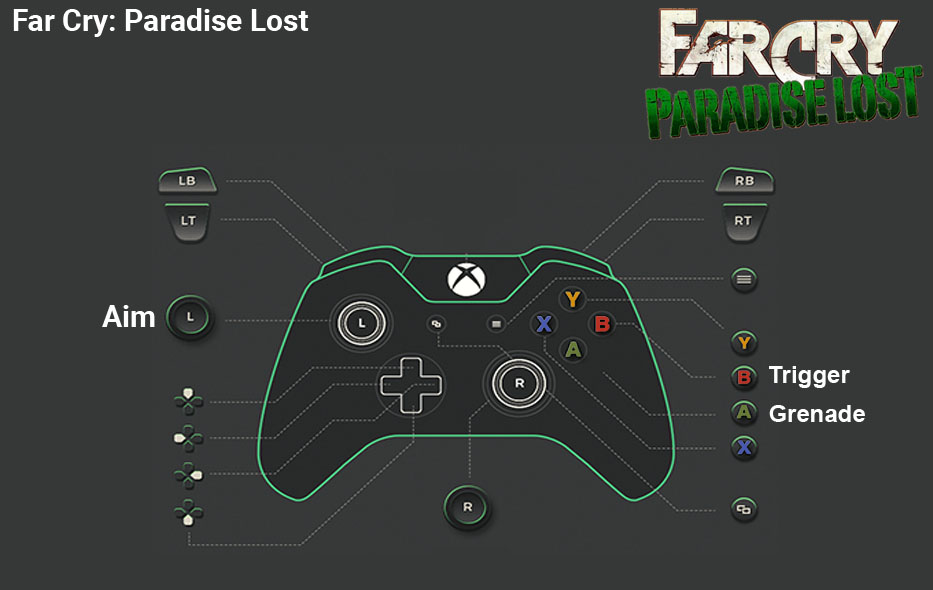 Far Cry: Paradise Lost
FARCRY
PARADISE LOST
LB
RB
LT
RT
Y
Aim
L
L
X
B
A
Y
B
Trigger
R
A
Grenade
X
R